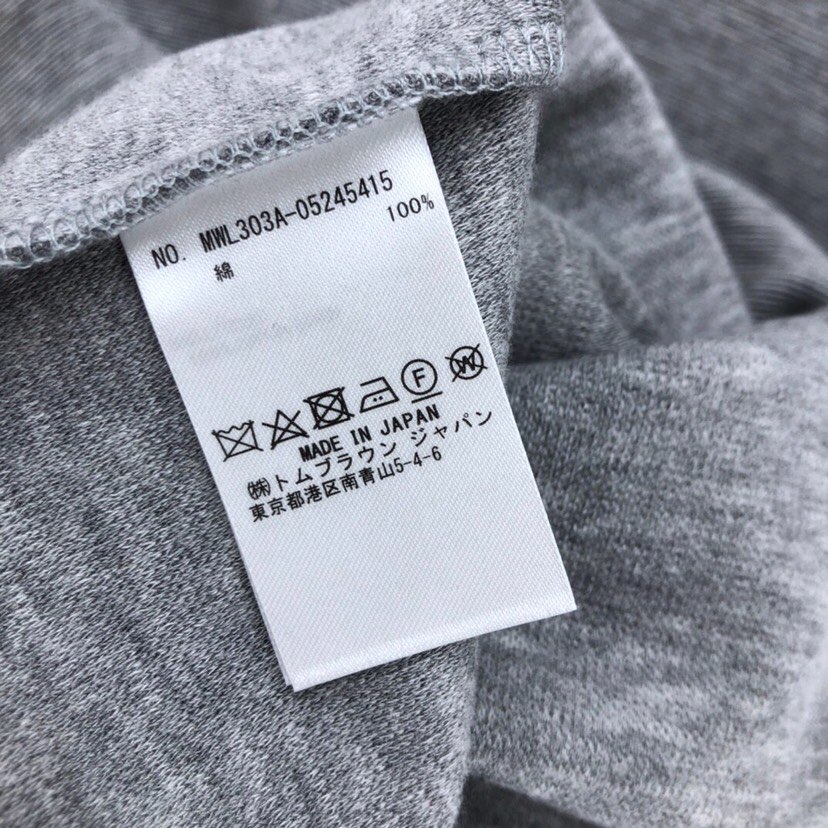 NO. MWL303A-05245415
綿 100%
F W
MADE IN JAPAN
㈱トムブラウン ジャパン
東京都港区南青山5-4-6